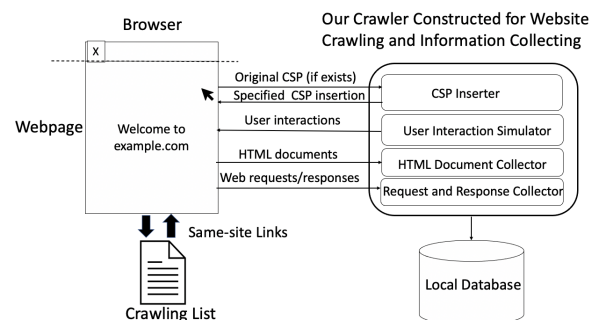 Browser
Our Crawler Constructed for Website
Crawling and Information Collecting
X
Webpage
Welcome to
example.com
Original CSP (if exists)
Specified CSP insertion
User interactions
HTML documents
Web requests/responses
CSP Inserter
User Interaction Simulator
HTML Document Collector
Request and Response Collector
Same-site Links
Crawling List
Local Database